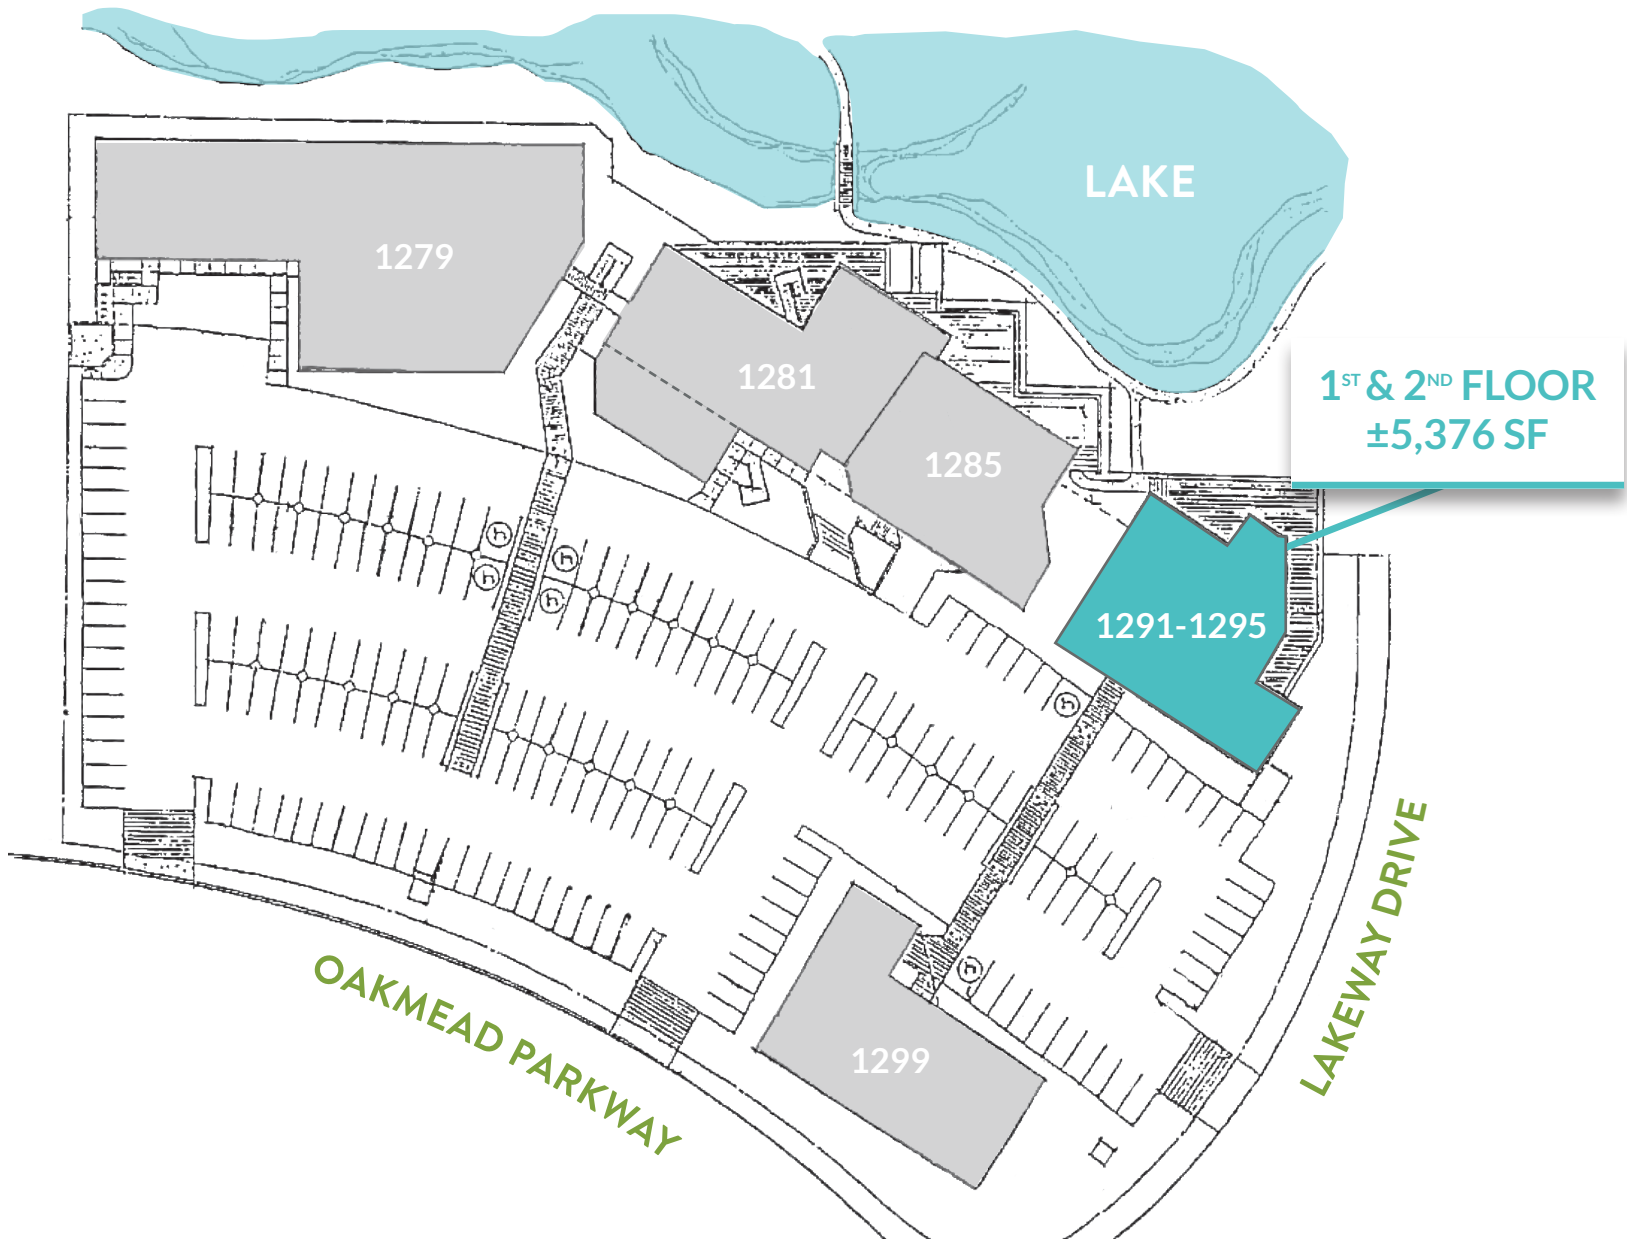 LAKE
1279
1ST & 2ND FLOOR
±5,376 SF
1281
1285
1291-1295
LAKEWAY DRIVE
OAKMEAD PARKWAY
1299